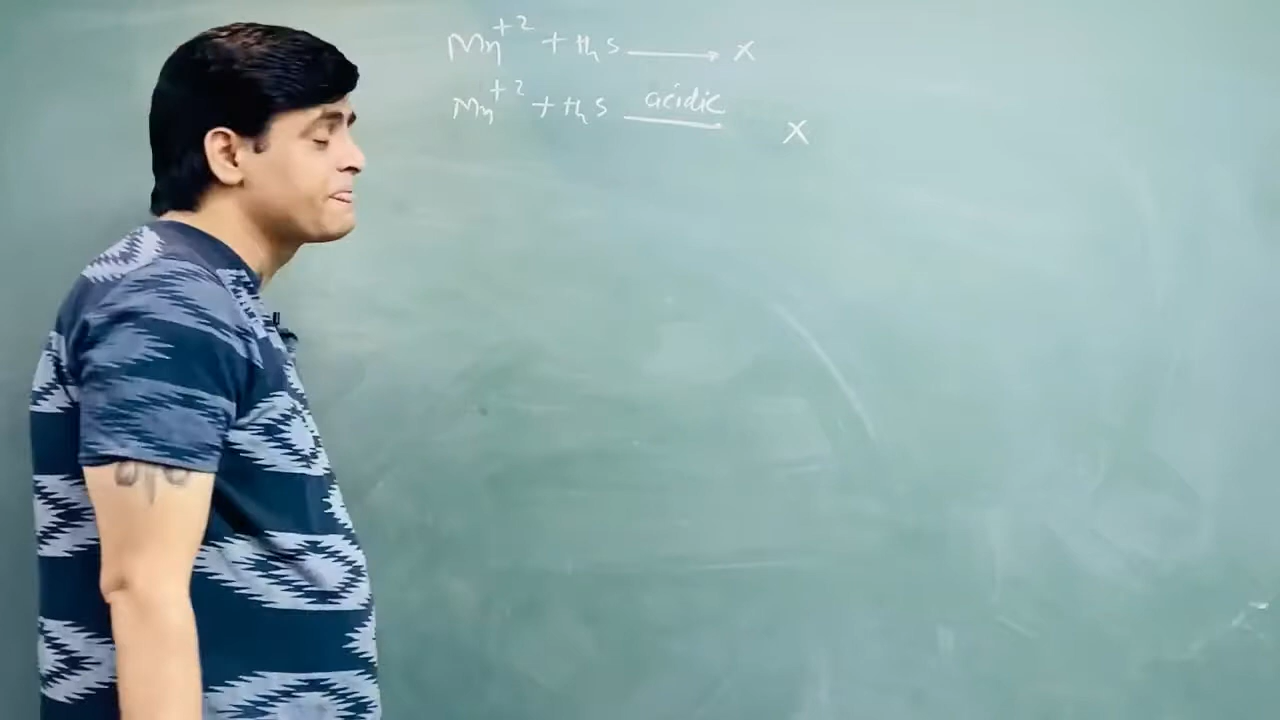 Mn+2 + H2S → X
Mn+2 + H2S acidic X